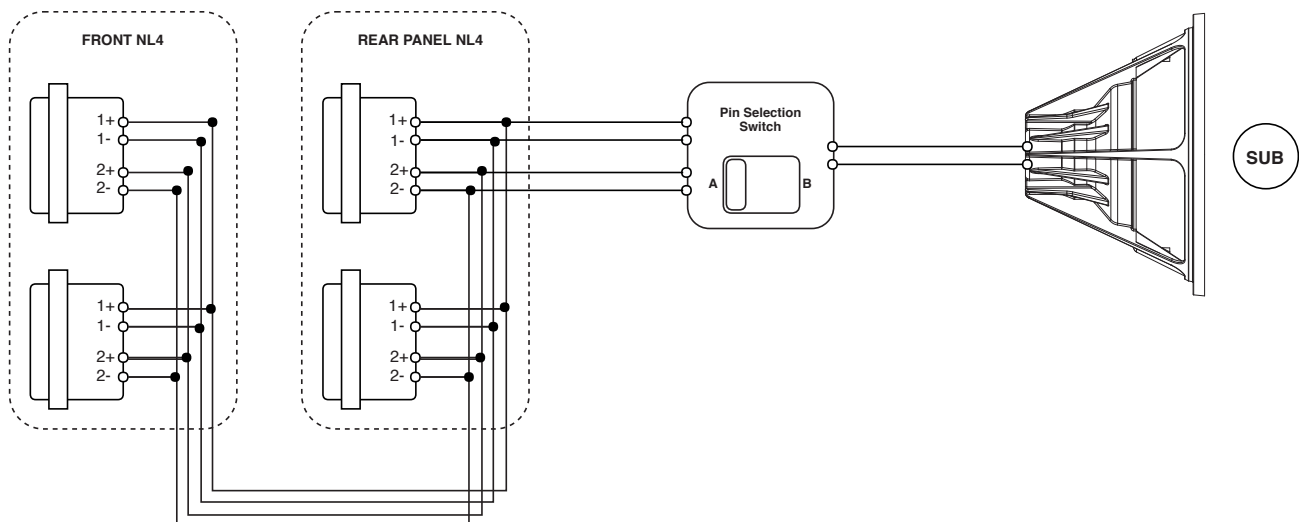 FRONT NL4
1+
1-
2+
2-
1+
1-
2+
2-
REAR PANEL NL4
1+
1-
2+
2-
1+
1-
2+
2-
Pin Selection
Switch
A
B
SUB